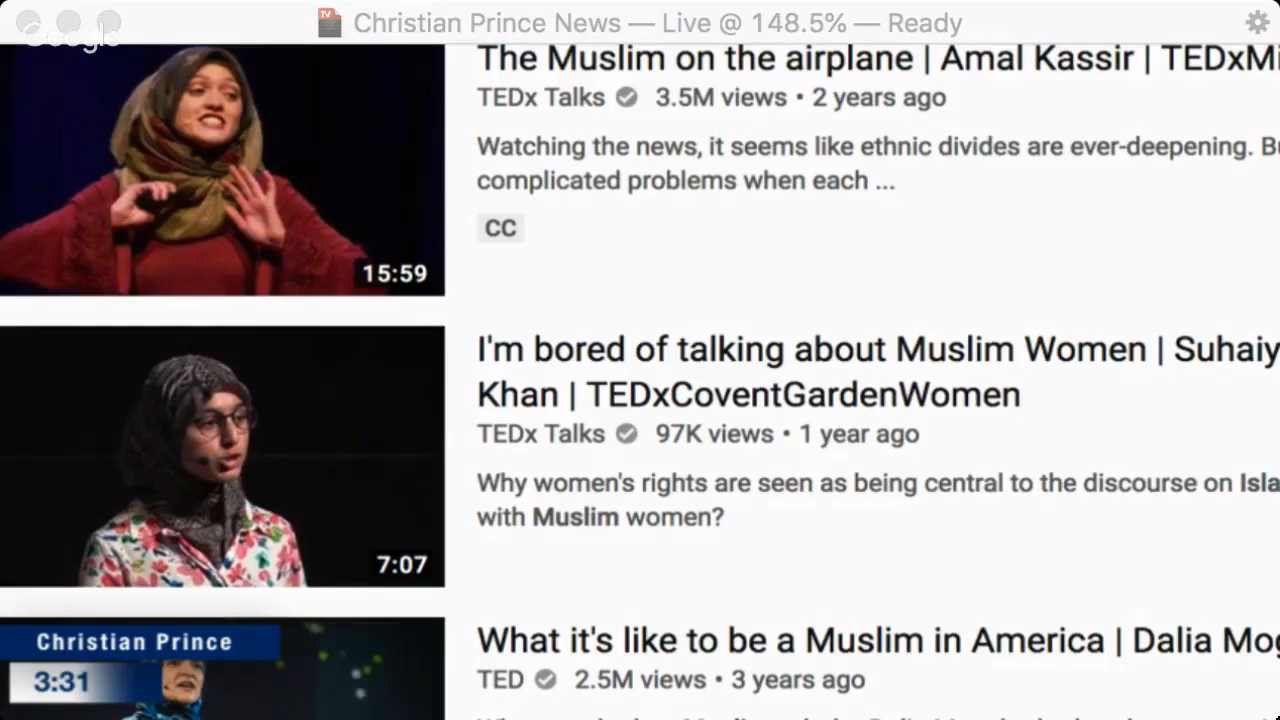 Christian Prince News — Live @ 148.5% — Ready
Google
The Muslim on the airplane | Amal Kassir | TEDxMi
TEDx Talks 3.5M views • 2 years ago
Watching the news, it seems like ethnic divides are ever-deepening. Bu
complicated problems when each ...
CC
15:59
I'm bored of talking about Muslim Women | Suhaiy
Khan | TEDxCoventGardenWomen
TEDx Talks 97K views • 1 year ago
Why women's rights are seen as being central to the discourse on Isla
with Muslim women?
7:07
What it's like to be a Muslim in America | Dalia Mog
TED 2.5M views • 3 years ago
Christian Prince
3:31